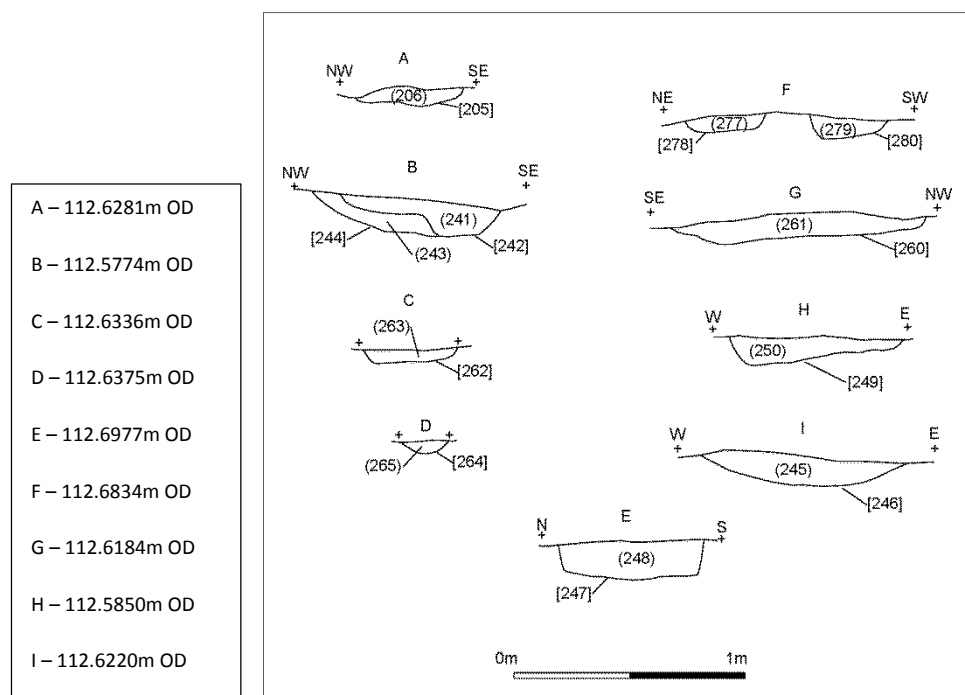 A – 112.6281m OD
B – 112.5774m OD
C – 112.6336m OD
D – 112.6375m OD
E – 112.6977m OD
F – 112.6834m OD
G – 112.6184m OD
H – 112.5850m OD
I – 112.6220m OD
A
NW SE
(206)
[205]
B
NW SE
(241)
[244] (243) [242]
C
(263)
[262]
D
(265) [264]
E
N S
(248)
[247]
F
NE SW
(277) (279)
[278] [280]
G
SE NW
(261)
[260]
H
W E
(250)
[249]
I
W E
(245)
[246]
0m 1m